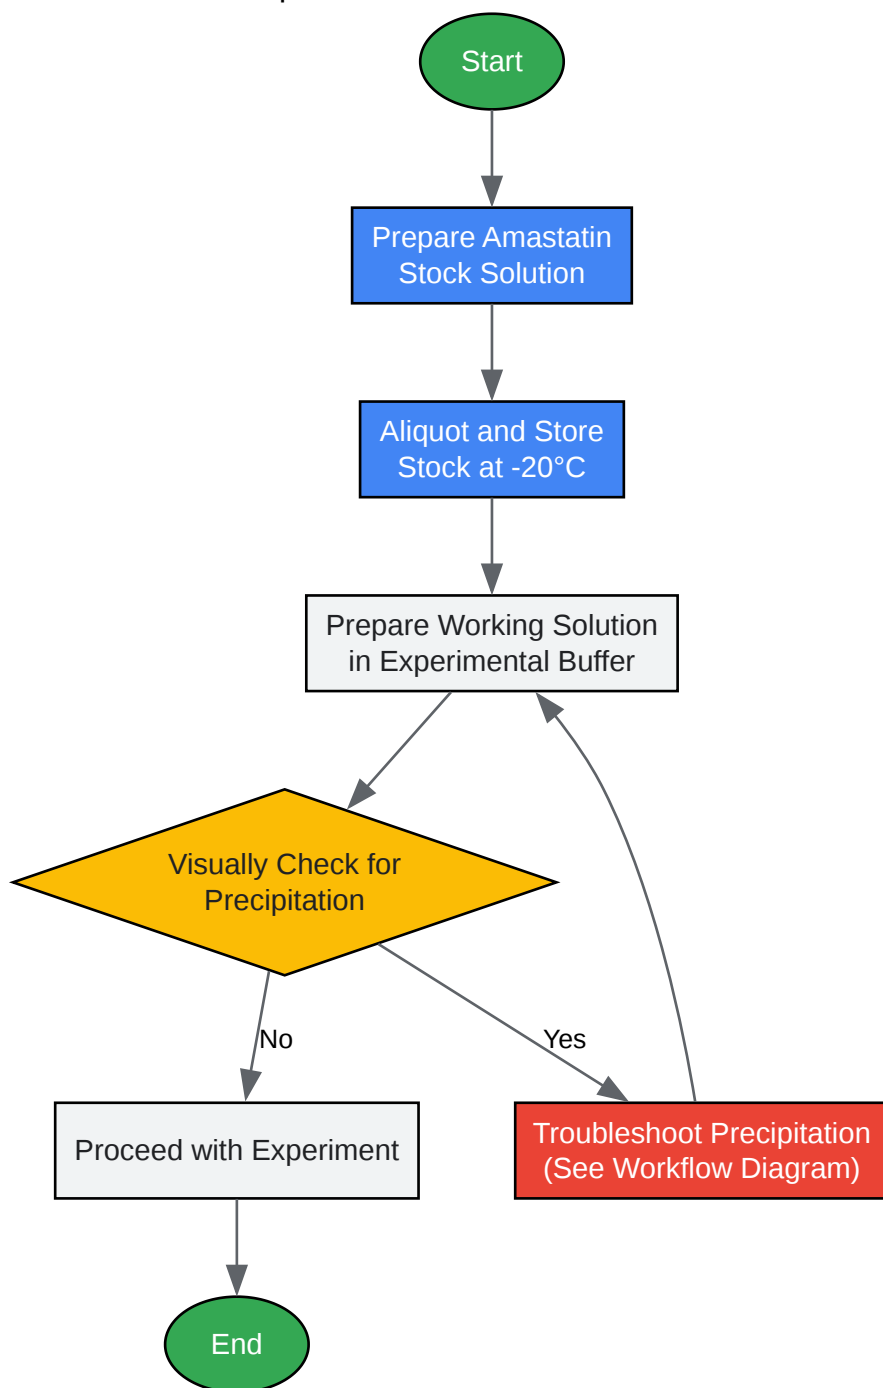 Start
Prepare Amastatin
Stock Solution
Aliquot and Store
Stock at -20°C
Prepare Working Solution
in Experimental Buffer
Visually Check for
Precipitation
No
Yes
Proceed with Experiment
Troubleshoot Precipitation
(See Workflow Diagram)
End